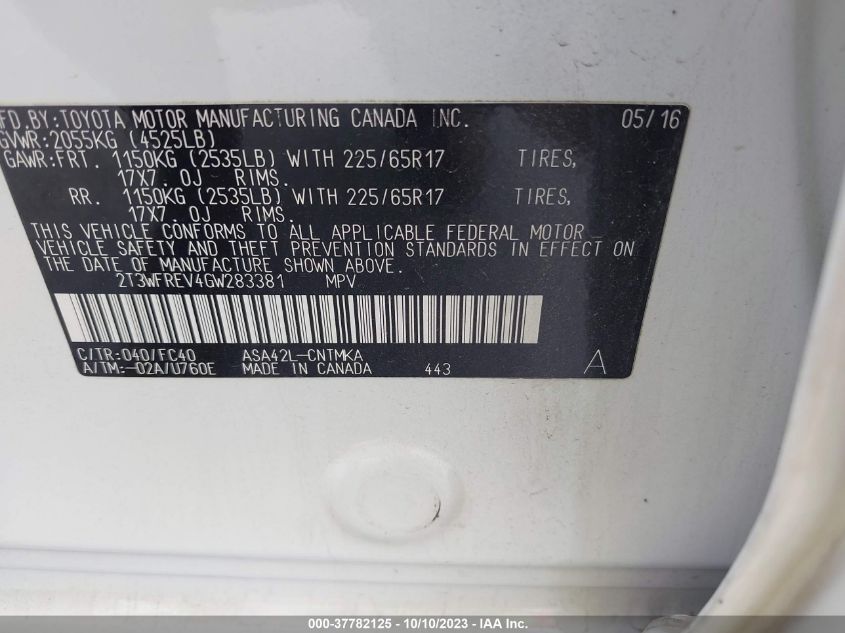 FD.BY:TOYOTA MOTOR MANUFACTURING CANADA INC. 05/16
GVWR:2055KG (4525LB)
GAWR:FRT. 1150KG (2535LB) WITH 225/65R17 TIRES,
17X7.0J RIMS.
RR. 1150KG (2535LB) WITH 225/65R17 TIRES,
17X7.0J RIMS.
THIS VEHICLE CONFORMS TO ALL APPLICABLE FEDERAL MOTOR
VEHICLE SAFETY AND THEFT PREVENTION STANDARDS IN EFFECT ON
THE DATE OF MANUFACTURE SHOWN ABOVE.
2T3WFREV4GW283381 MPV
C/TR:040/FC40 ASA42L-CNTMKA
A/TM:-02A/U760E MADE IN CANADA 443 A
000-37782125 - 10/10/2023 - IAA Inc.